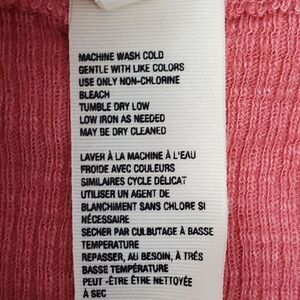 MACHINE WASH COLD
GENTLE WITH LIKE COLORS
USE ONLY NON-CHLORINE
BLEACH
TUMBLE DRY LOW
LOW IRON AS NEEDED
MAY BE DRY CLEANED
LAVER À LA MACHINE À L'EAU
FROIDE AVEC COULEURS
SIMILAIRES CYCLE DÉLICAT
UTILISER UN AGENT DE
BLANCHIMENT SANS CHLORE SI
NÉCESSAIRE
SECHER PAR CULBUTAGE À BASSE
TEMPERATURE
REPASSER, AU BESOIN, À TRÉS
BASSE TEMPÉRATURE
PEUT -ÊTRE ÊTRE NETTOYÉE
À SEC